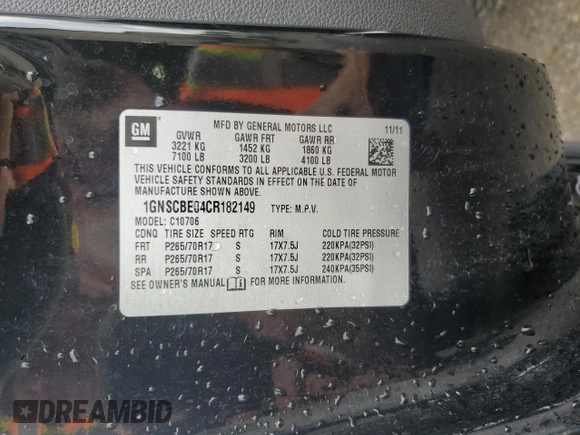 GM
MFD BY GENERAL MOTORS LLC 11/11
GVWR GAWR FRT GAWR RR
3221 KG 1452 KG 1860 KG
7100 LB 3200 LB 4100 LB
THIS VEHICLE CONFORMS TO ALL APPLICABLE U.S. FEDERAL MOTOR
VEHICLE SAFETY STANDARDS IN EFFECT ON THE DATE OF
MANUFACTURE SHOWN ABOVE.
1GNSCBE04CR182149 TYPE: M.P.V.
MODEL: C10706
CDNQ TIRE SIZE SPEED RTG RIM COLD TIRE PRESSURE
FRT P265/70R17 S 17X7.5J 220KPA(32PSI)
RR P265/70R17 S 17X7.5J 220KPA(32PSI)
SPA P265/70R17 S 17X7.5J 240KPA(35PSI)
SEE OWNER'S MANUAL FOR MORE INFORMATION.
DREAMBID